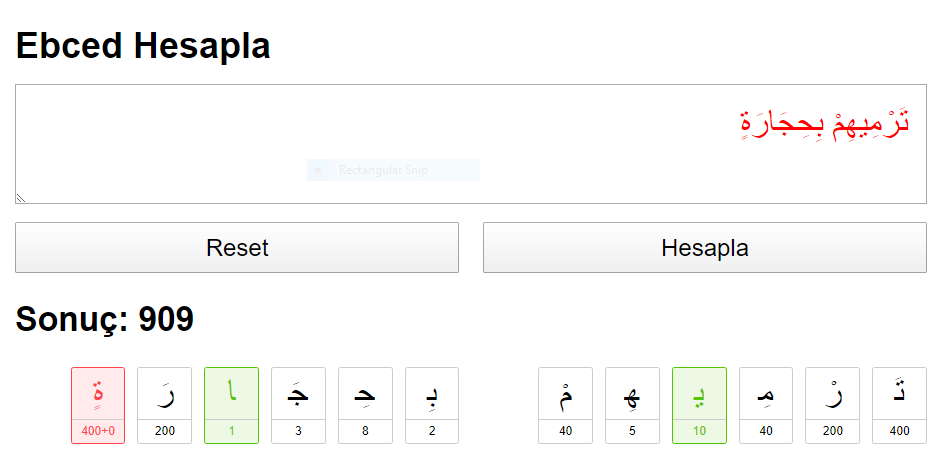 Ebced Hesapla
تَرْمِيهِمْ بِحِجَارَةٍ
Rectangular Snip
Reset
Hesapla
Sonuç: 909
تَ رْ مِ ي هِ مْ بِ حِ جَ ا رَ ةٍ
400 200 40 10 5 40 2 8 3 1 200 400+0